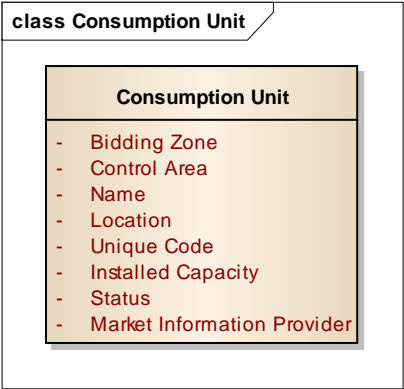 class Consumption Unit
Consumption Unit
- Bidding Zone
- Control Area
- Name
- Location
- Unique Code
- Installed Capacity
- Status
- Market Information Provider